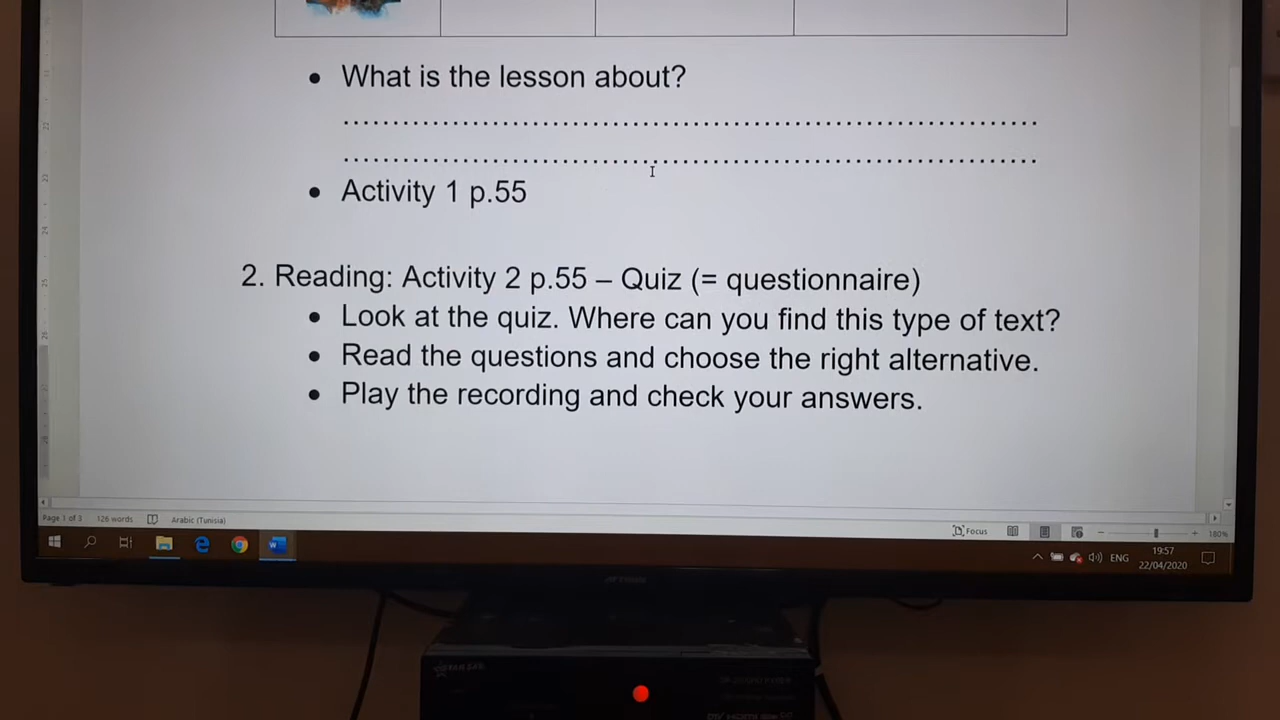 • What is the lesson about?
........................................................................
........................................................................
• Activity 1 p.55
2. Reading: Activity 2 p.55 – Quiz (= questionnaire)
• Look at the quiz. Where can you find this type of text?
• Read the questions and choose the right alternative.
• Play the recording and check your answers.
Page 1 of 3 126 words Arabic (Tunisia) Focus 180%
ENG 19:57
22/04/2020